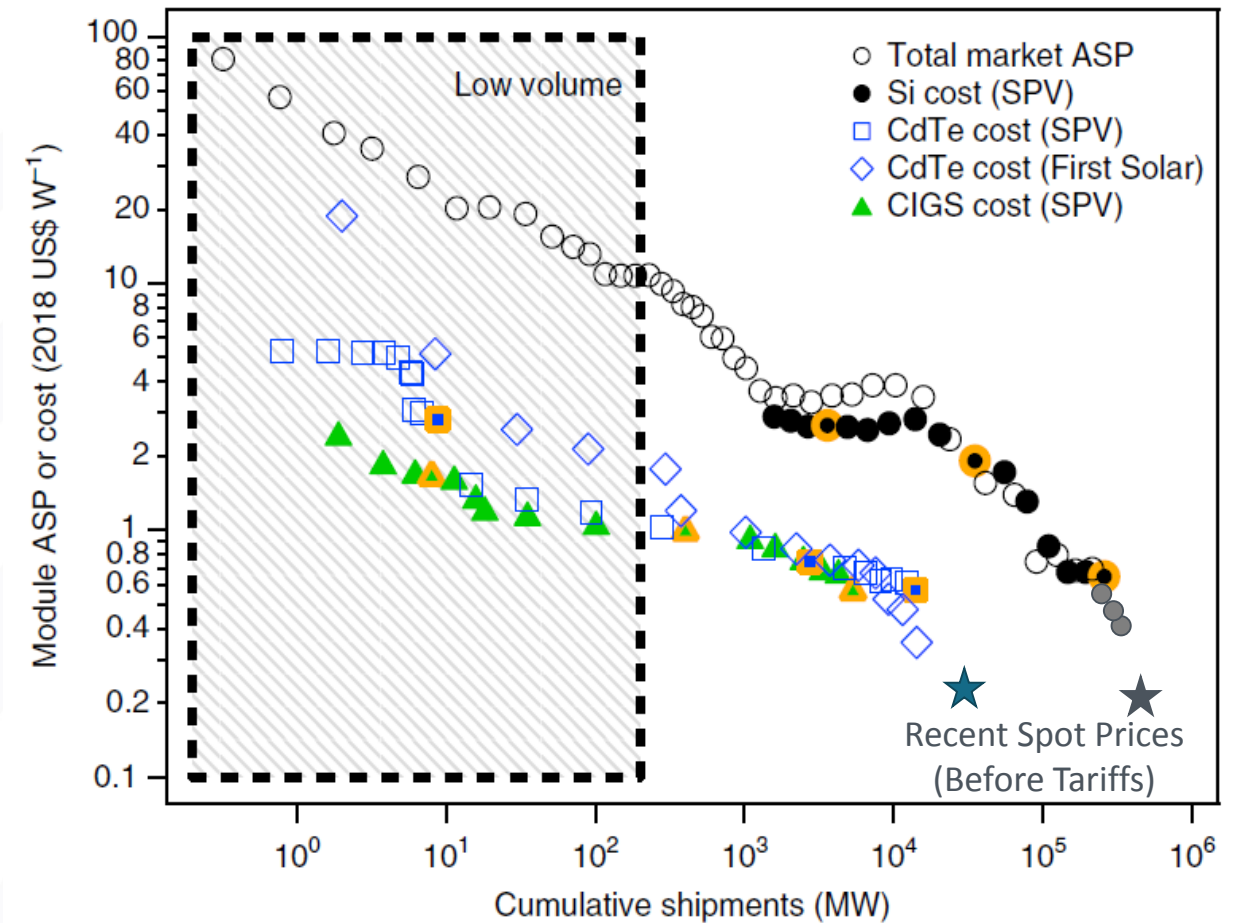 100
80
60
40
20
10
8
6
4
2
1
0.8
0.6
0.4
0.2
0.1
Module ASP or cost (2018 US$ W⁻¹)
Low volume
Total market ASP
Si cost (SPV)
CdTe cost (SPV)
CdTe cost (First Solar)
CIGS cost (SPV)
Recent Spot Prices
(Before Tariffs)
10⁰ 10¹ 10² 10³ 10⁴ 10⁵ 10⁶
Cumulative shipments (MW)